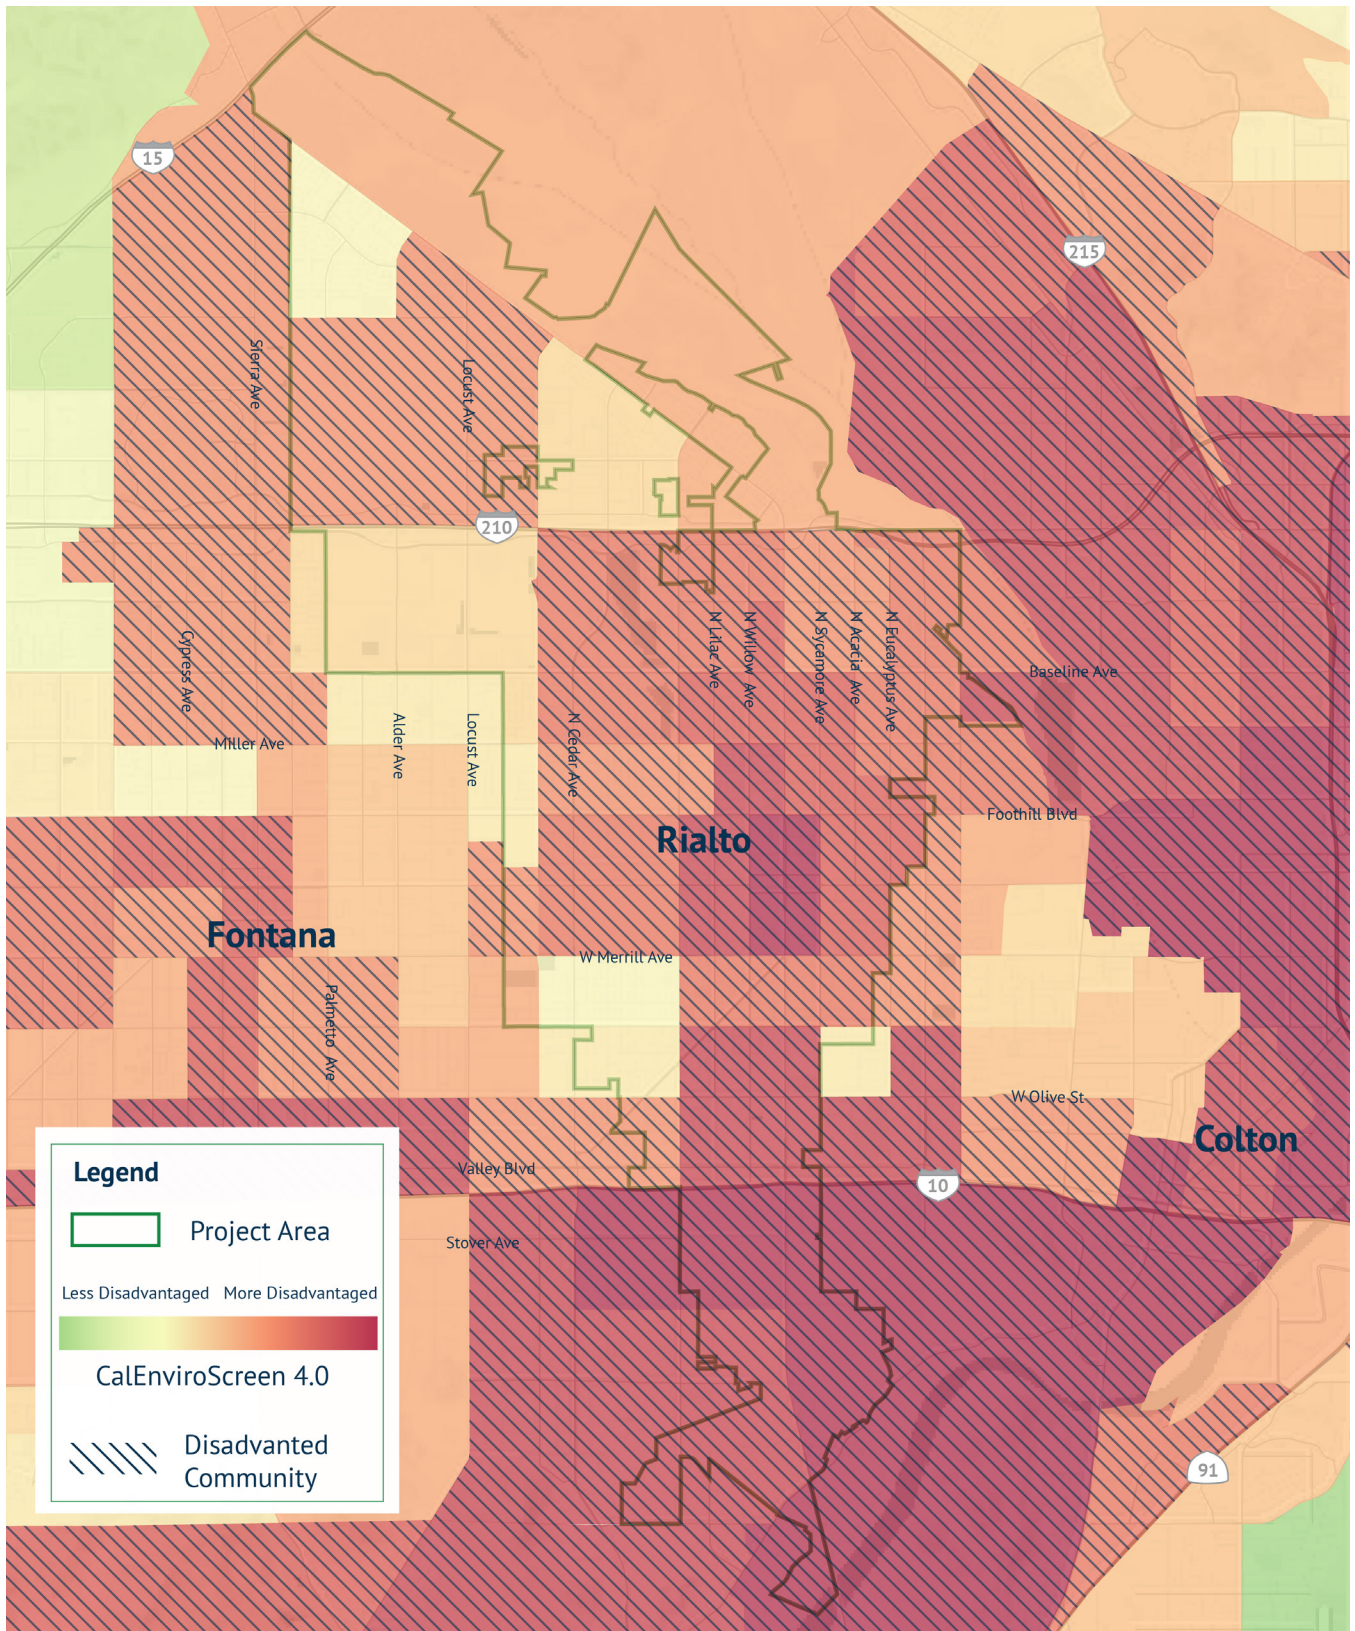 15
215
Sierra Ave
Locust Ave
210
Cypress Ave
N Lilac Ave
N Willow Ave
N Sycamore Ave
N Acacia Ave
N Eucalyptus Ave
Baseline Ave
Miller Ave
Alder Ave
Locust Ave
N Cedar Ave
Foothill Blvd
Rialto
Fontana
W Merrill Ave
Palmetto Ave
W Olive St
Colton
Valley Blvd
10
Stover Ave
91
Legend
Project Area
Less Disadvantaged More Disadvantaged
CalEnviroScreen 4.0
Disadvanted
Community